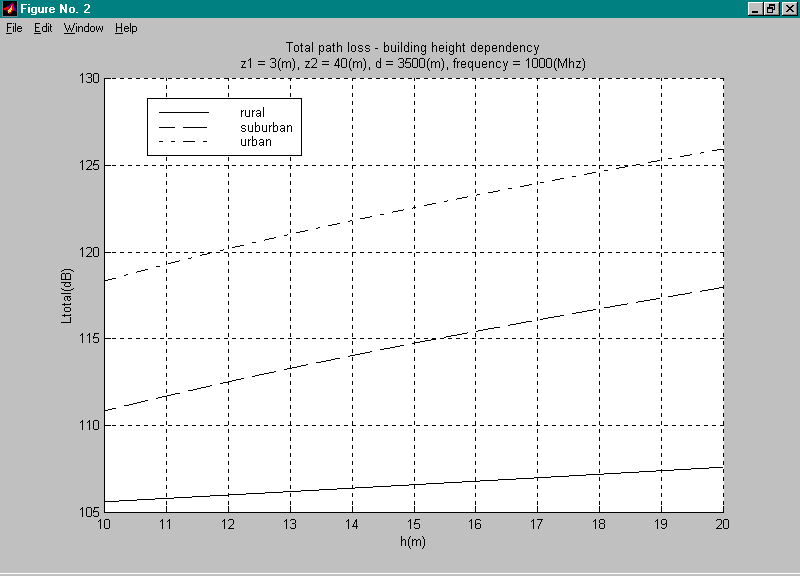 Figure No. 2
File Edit Window Help
Total path loss - building height dependency
z1 = 3(m), z2 = 40(m), d = 3500(m), frequency = 1000(Mhz)
130
rural
suburban
urban
125
120
Ltotal(dB)
115
110
105
10 11 12 13 14 15 16 17 18 19 20
h(m)